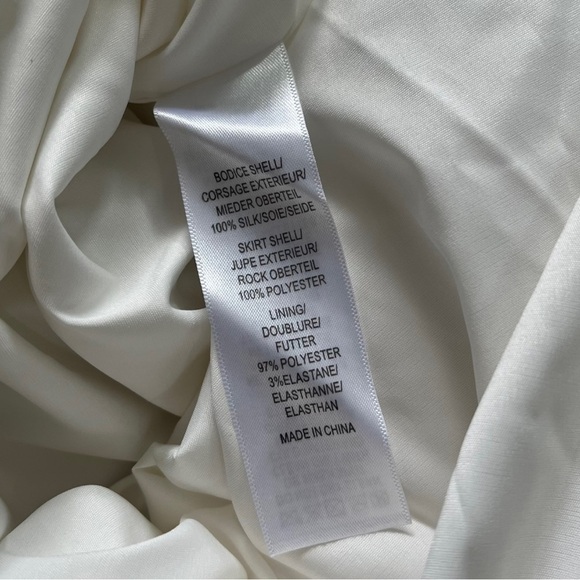 BODICE SHELL/
CORSAGE EXTERIEUR/
MIEDER OBERTEIL
100% SILK/SOIE/SEIDE
SKIRT SHELL/
JUPE EXTERIEUR/
ROCK OBERTEIL
100% POLYESTER
LINING/
DOUBLURE/
FUTTER
97% POLYESTER
3%ELASTANE/
ELASTHANNE/
ELASTHAN
MADE IN CHINA